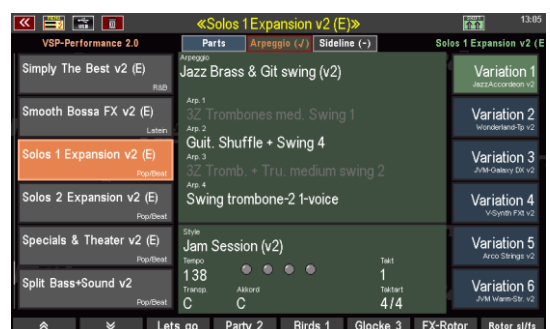 «Solos 1 Expansion v2 (E)»
13:05
VSP-Performance 2.0
Parts
Arpeggio (√)
Sideline (-)
Solos 1 Expansion v2 (E
Simply The Best v2 (E)
R&B
Smooth Bossa FX v2 (E)
Latein
Solos 1 Expansion v2 (E)
Pop/Beat
Solos 2 Expansion v2 (E)
Pop/Beat
Specials & Theater v2 (E)
Pop/Beat
Split Bass+Sound v2
Pop/Beat
Arpeggio
Jazz Brass & Git swing (v2)
Arp. 1
3Z Trombones med. Swing 1
Arp. 2
Guit. Shuffle + Swing 4
Arp. 3
3Z Tromb. + Tru. medium swing 2
Arp. 4
Swing trombone-2 1-voice
Style
Jam Session (v2)
Tempo
138
Takt
1
Transp.
C
Akkord
C
Taktart
4/4
Variation 1
JazzAccordeon v2
Variation 2
Wonderland-Tp v2
Variation 3
JVM-Galaxy DX v2
Variation 4
V-Synth FXt v2
Variation 5
Arco Strings v2
Variation 6
JVM Warm-Str. v2
Lets go
Party 2
Birds 1
Glocke 3
FX-Rotor
Rotor sl/fs